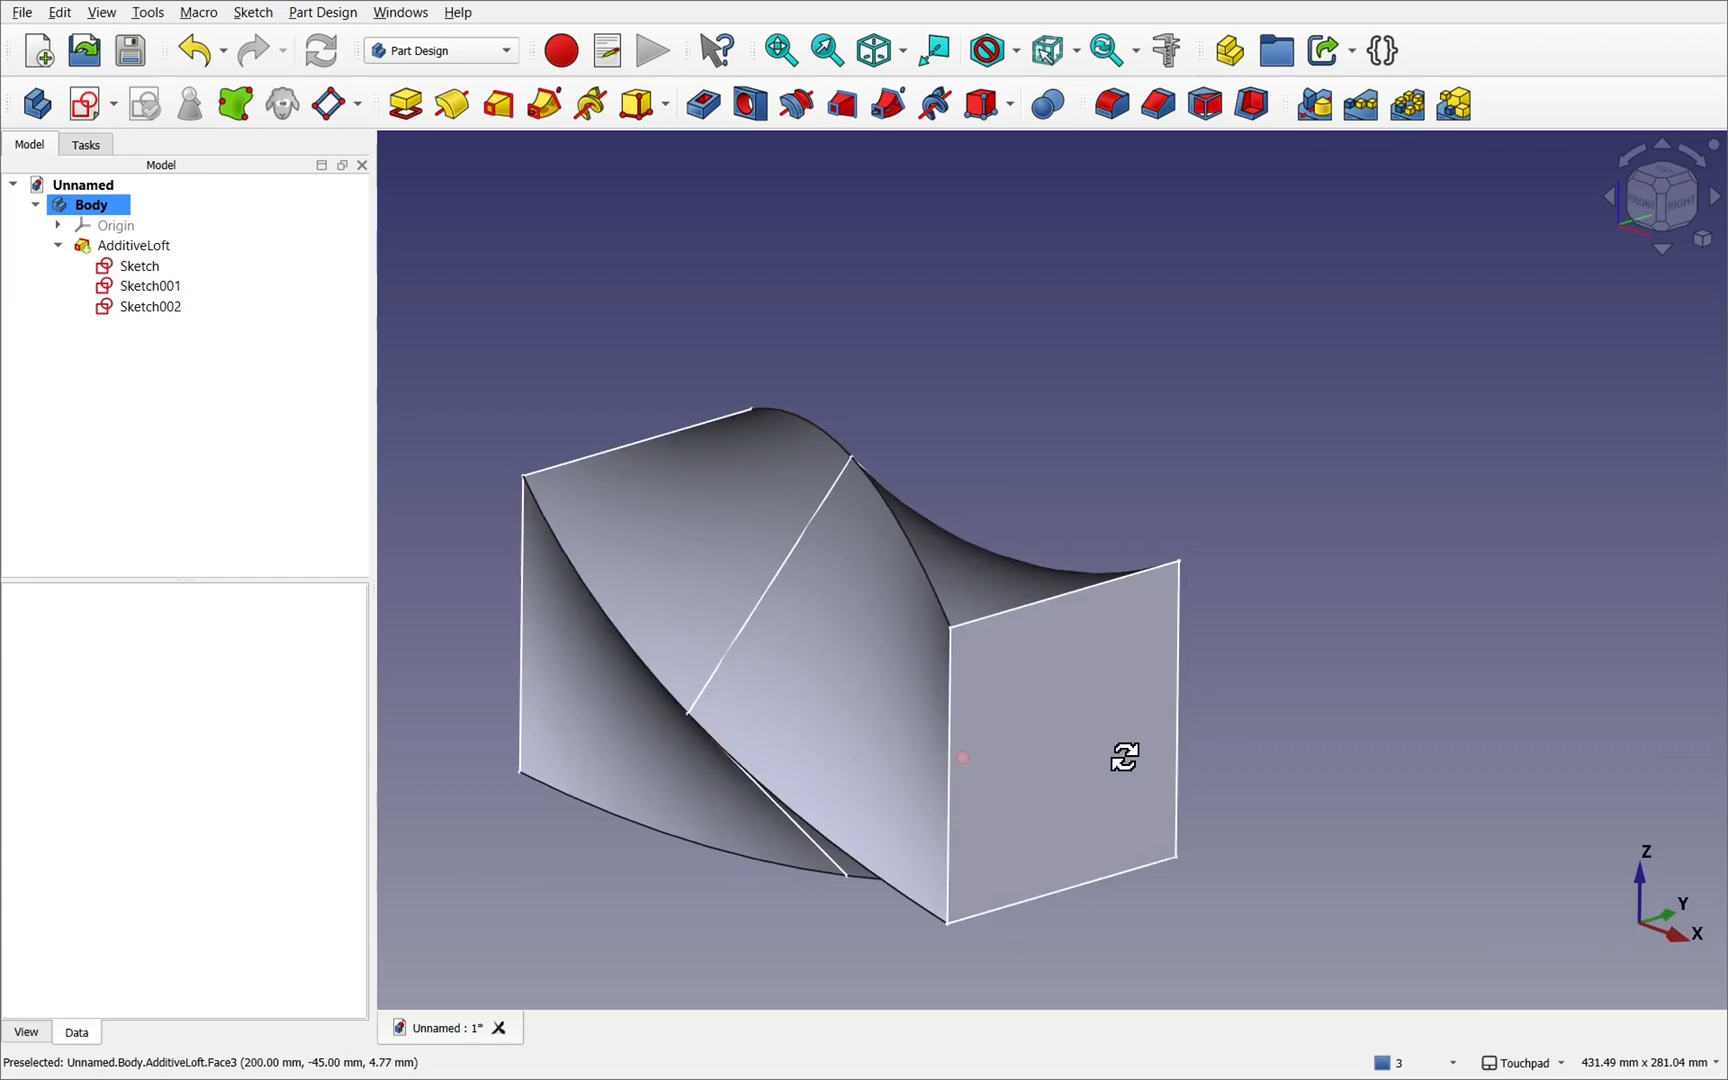 File Edit View Tools Macro Sketch Part Design Windows Help
Part Design
Model Tasks
Model
Unnamed
Body
Origin
AdditiveLoft
Sketch
Sketch001
Sketch002
FRONT RIGHT
Z
Y
X
View Data
Unnamed : 1*
Preselected: Unnamed.Body.AdditiveLoft.Face3 (200.00 mm, -45.00 mm, 4.77 mm)
3
Touchpad
431.49 mm x 281.04 mm